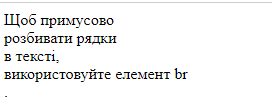 Щоб примусово
розбивати рядки
в тексті,
використовуйте елемент br
.